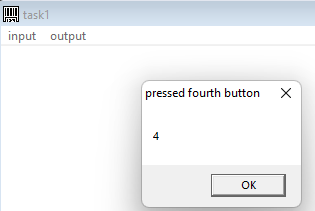 task1
input output
pressed fourth button
4
OK